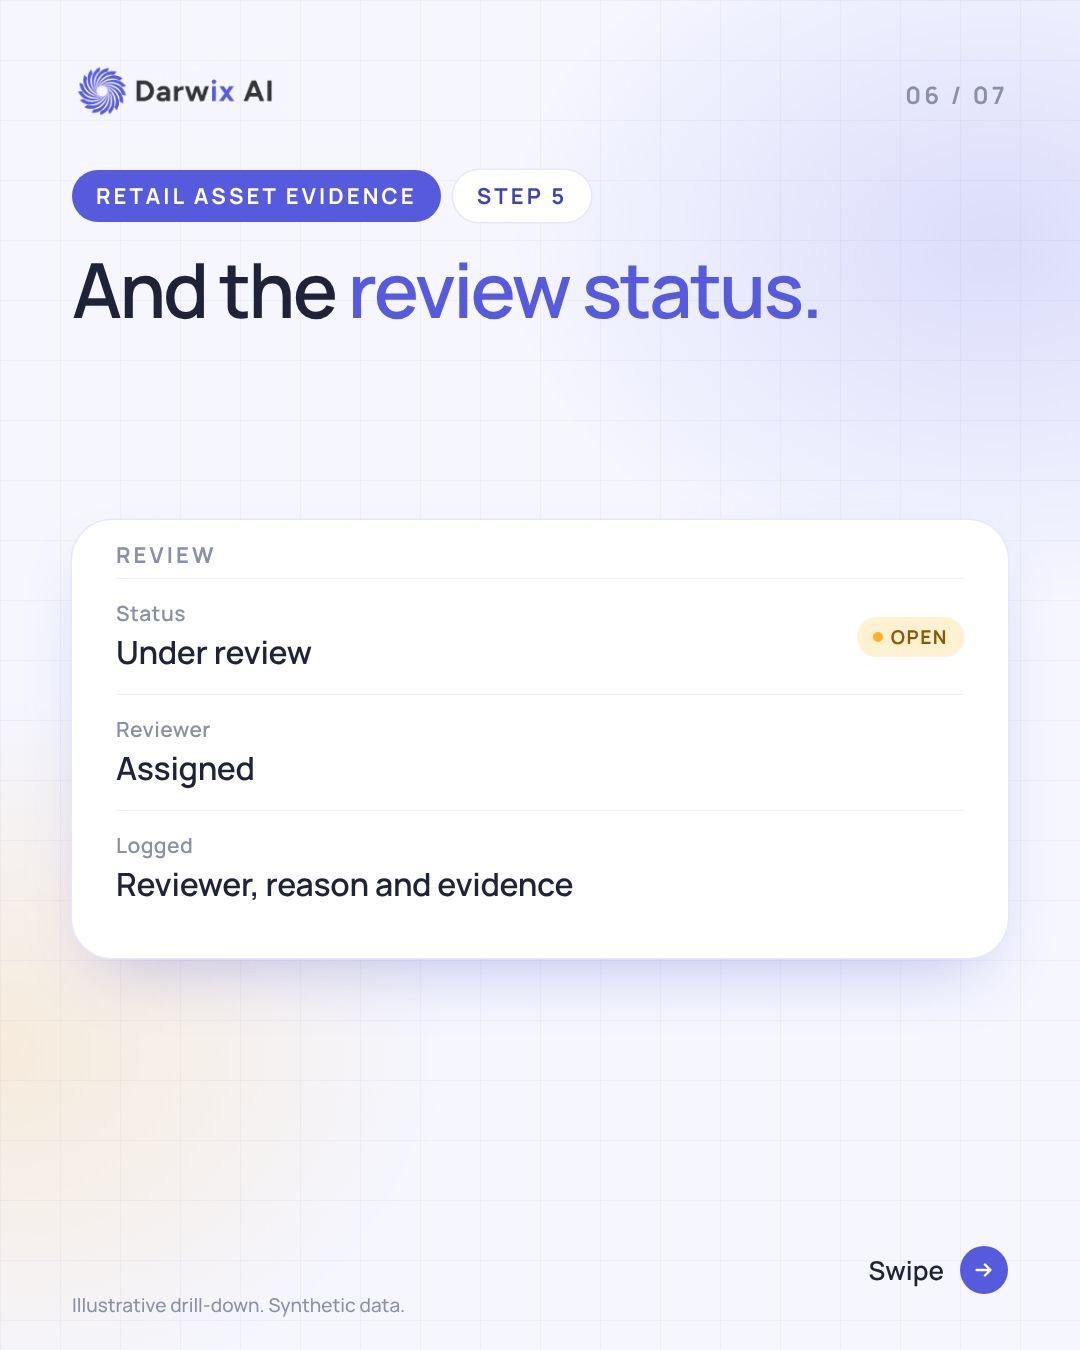 Darwix AI
06 / 07
RETAIL ASSET EVIDENCE
STEP 5
And the review status.
REVIEW
Status
Under review
OPEN
Reviewer
Assigned
Logged
Reviewer, reason and evidence
Swipe
Illustrative drill-down. Synthetic data.